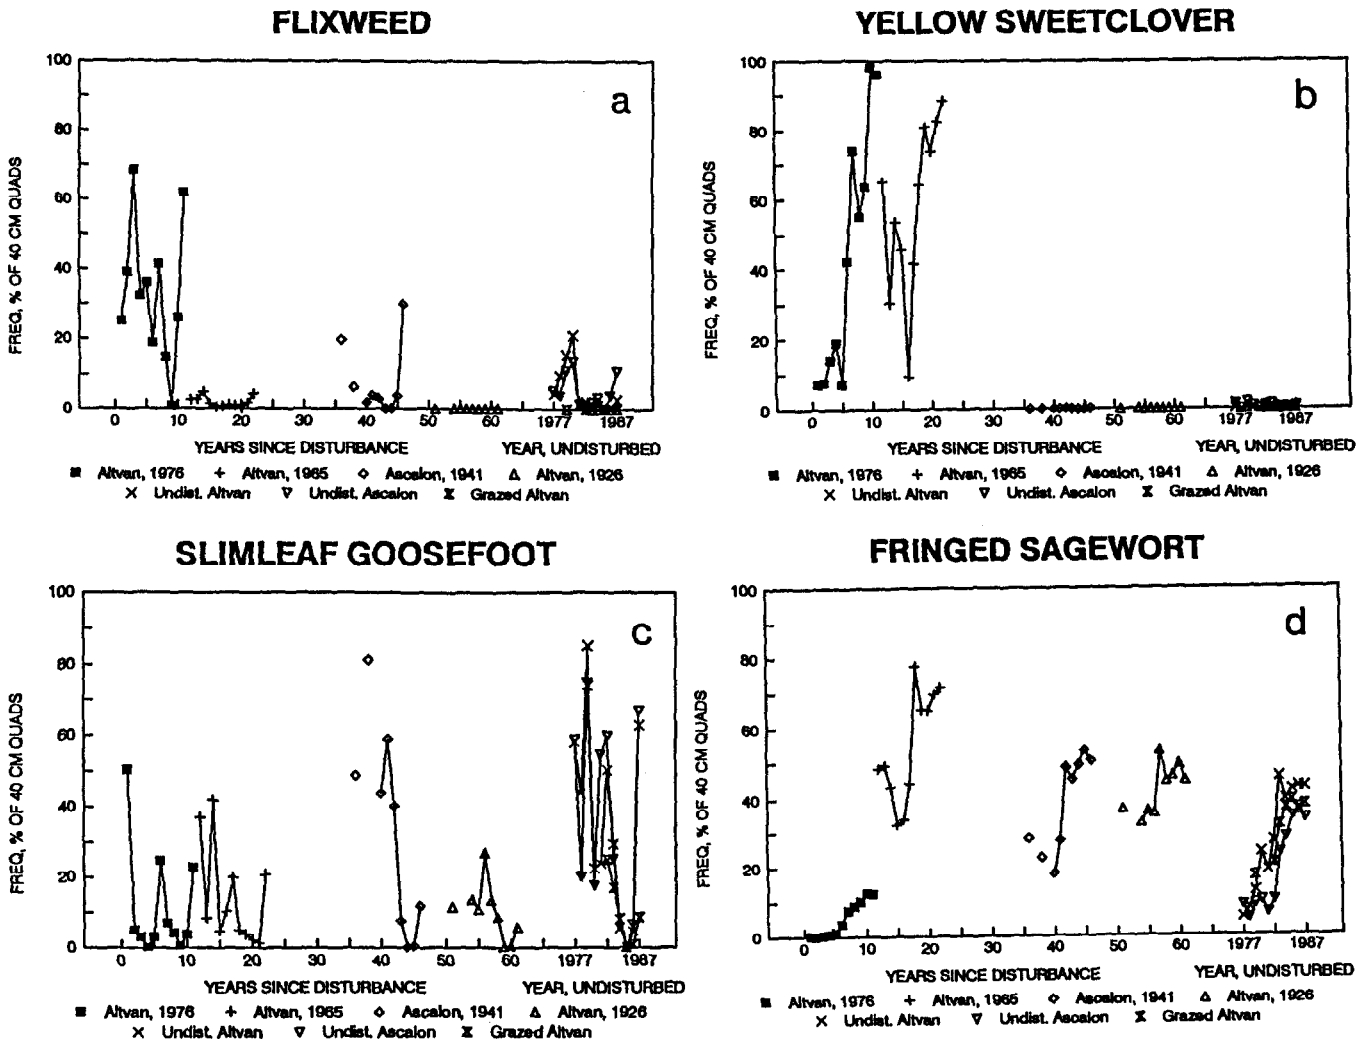 FLIXWEED
a
FREQ, % OF 40 CM QUADS
100
80
60
40
20
0
0 10 20 30 40 50 60 1977 1987
YEARS SINCE DISTURBANCE YEAR, UNDISTURBED
Altvan, 1976 Altvan, 1965 Ascalon, 1941 Altvan, 1926
Undist. Altvan Undist. Ascalon Grazed Altvan
YELLOW SWEETCLOVER
b
FREQ, % OF 40 CM QUADS
100
80
60
40
20
0
0 10 20 30 40 50 60 1977 1987
YEARS SINCE DISTURBANCE YEAR, UNDISTURBED
Altvan, 1976 Altvan, 1965 Ascalon, 1941 Altvan, 1926
Undist. Altvan Undist. Ascalon Grazed Altvan
SLIMLEAF GOOSEFOOT
c
FREQ, % OF 40 CM QUADS
100
80
60
40
20
0
0 10 20 30 40 50 60 1977 1987
YEARS SINCE DISTURBANCE YEAR, UNDISTURBED
Altvan, 1976 Altvan, 1965 Ascalon, 1941 Altvan, 1926
Undist. Altvan Undist. Ascalon Grazed Altvan
FRINGED SAGEWORT
d
FREQ, % OF 40 CM QUADS
100
80
60
40
20
0
0 10 20 30 40 50 60 1977 1987
YEARS SINCE DISTURBANCE YEAR, UNDISTURBED
Altvan, 1976 Altvan, 1965 Ascalon, 1941 Altvan, 1926
Undist. Altvan Undist. Ascalon Grazed Altvan